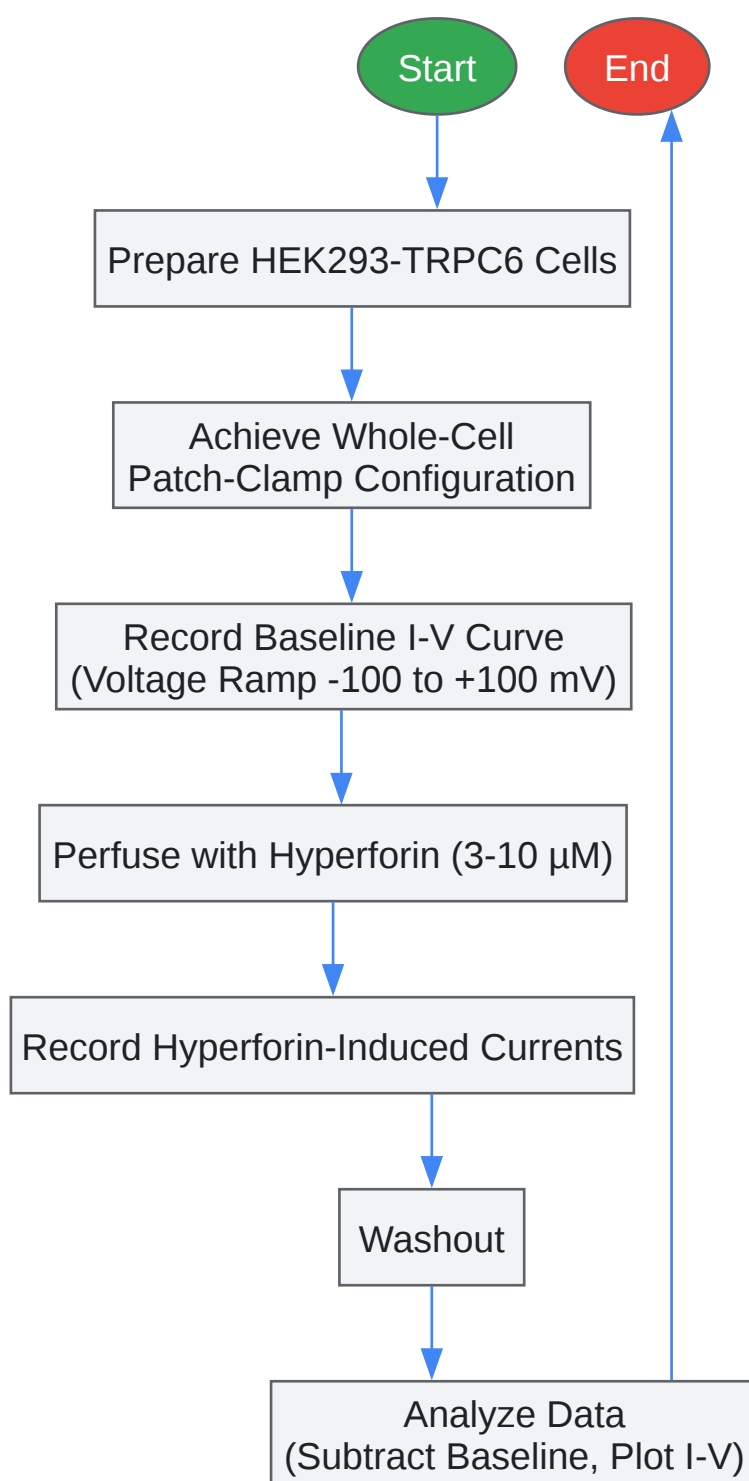 Start
End
Prepare HEK293-TRPC6 Cells
Achieve Whole-Cell
Patch-Clamp Configuration
Record Baseline I-V Curve
(Voltage Ramp -100 to +100 mV)
Perfuse with Hyperforin (3-10 µM)
Record Hyperforin-Induced Currents
Washout
Analyze Data
(Subtract Baseline, Plot I-V)